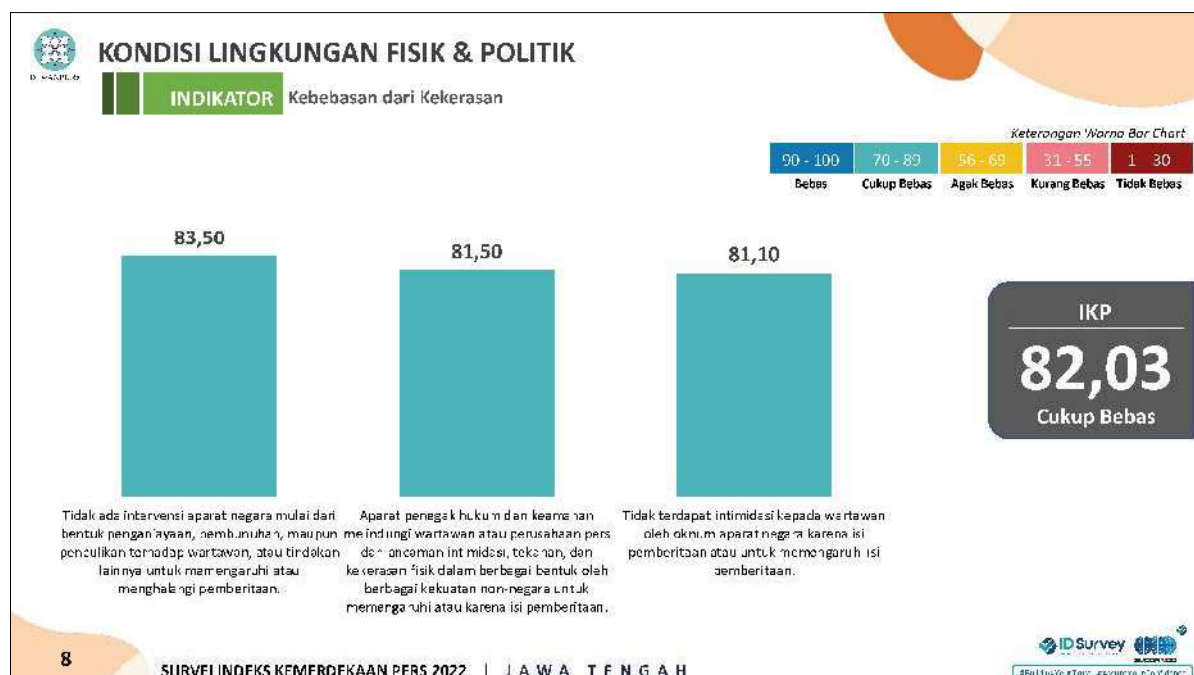 KONDISI LINGKUNGAN FISIK & POLITIK
INDIKATOR Kebebasan dari Kekerasan
Keterangan Warna Bar Chart
90 - 100 70 - 89 56 - 69 31 - 55 1 30
Bebas Cukup Bebas Agak Bebas Kurang Bebas Tidak Bebas
83,50
81,50
81,10
IKP
82,03
Cukup Bebas
Tidak ada intervensi aparat negara mulai dari
bentuk penganiayaan, pembunuhan, maupun
penculikan terhadap wartawan, atau tindakan
lainnya untuk memengaruhi atau
menghalangi pemberitaan.
Aparat penegak hukum dan keamanan
melindungi wartawan atau perusahaan pers
dari ancaman intimidasi, tekanan, dan
kekerasan fisik dalam berbagai bentuk oleh
berbagai kekuatan non-negara untuk
memengaruhi atau karena isi pemberitaan.
Tidak terdapat intimidasi kepada wartawan
oleh oknum aparat negara karena isi
pemberitaan atau untuk memengaruhi isi
pemberitaan.
8
SURVEI INDEKS KEMERDEKAAN PERS 2022 | JAWA TENGAH
IDSurvey